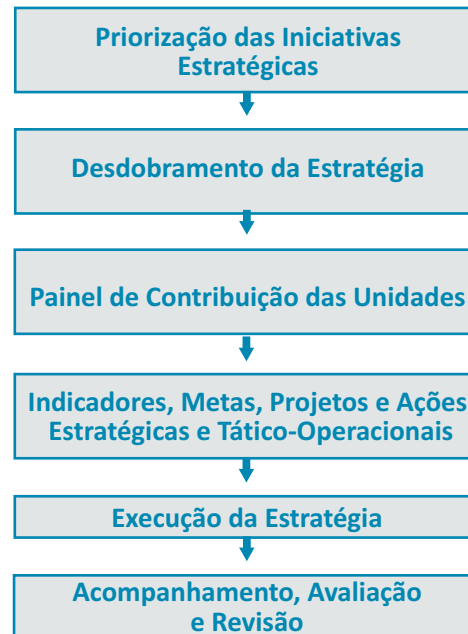 Priorização das Iniciativas
Estratégicas
Desdobramento da Estratégia
Painel de Contribuição das Unidades
Indicadores, Metas, Projetos e Ações
Estratégicas e Tático-Operacionais
Execução da Estratégia
Acompanhamento, Avaliação
e Revisão